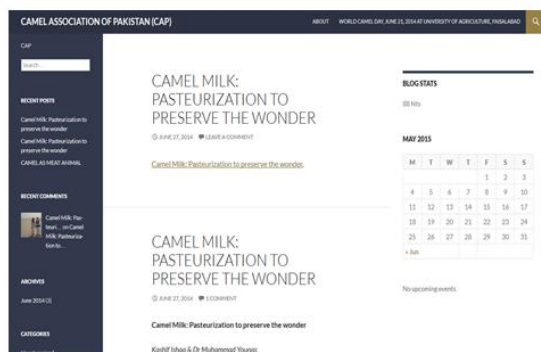 CAMEL ASSOCIATION OF PAKISTAN (CAP)
ABOUT WORLD CAMEL DAY, JUNE 21, 2014 AT UNIVERSITY OF AGRICULTURE, FAISALABAD
CAP
Search ...
RECENT POSTS
Camel Milk: Pasteurization to
preserve the wonder
Camel Milk: Pasteurization to
preserve the wonder
CAMEL AS MEAT ANIMAL
RECENT COMMENTS
Camel Milk: Pas-
teuri... on Camel
Milk: Pasteuriza-
tion to…
ARCHIVES
June 2014 (3)
CATEGORIES
CAMEL MILK:
PASTEURIZATION TO
PRESERVE THE WONDER
JUNE 27, 2014 LEAVE A COMMENT
Camel Milk: Pasteurization to preserve the wonder.
CAMEL MILK:
PASTEURIZATION TO
PRESERVE THE WONDER
JUNE 27, 2014 1 COMMENT
Camel Milk: Pasteurization to preserve the wonder
Kashif Ishaq & Dr Muhammad Younas
BLOG STATS
88 hits
MAY 2015
M T W T F S S
1 2 3
4 5 6 7 8 9 10
11 12 13 14 15 16 17
18 19 20 21 22 23 24
25 26 27 28 29 30 31
« Jun
No upcoming events